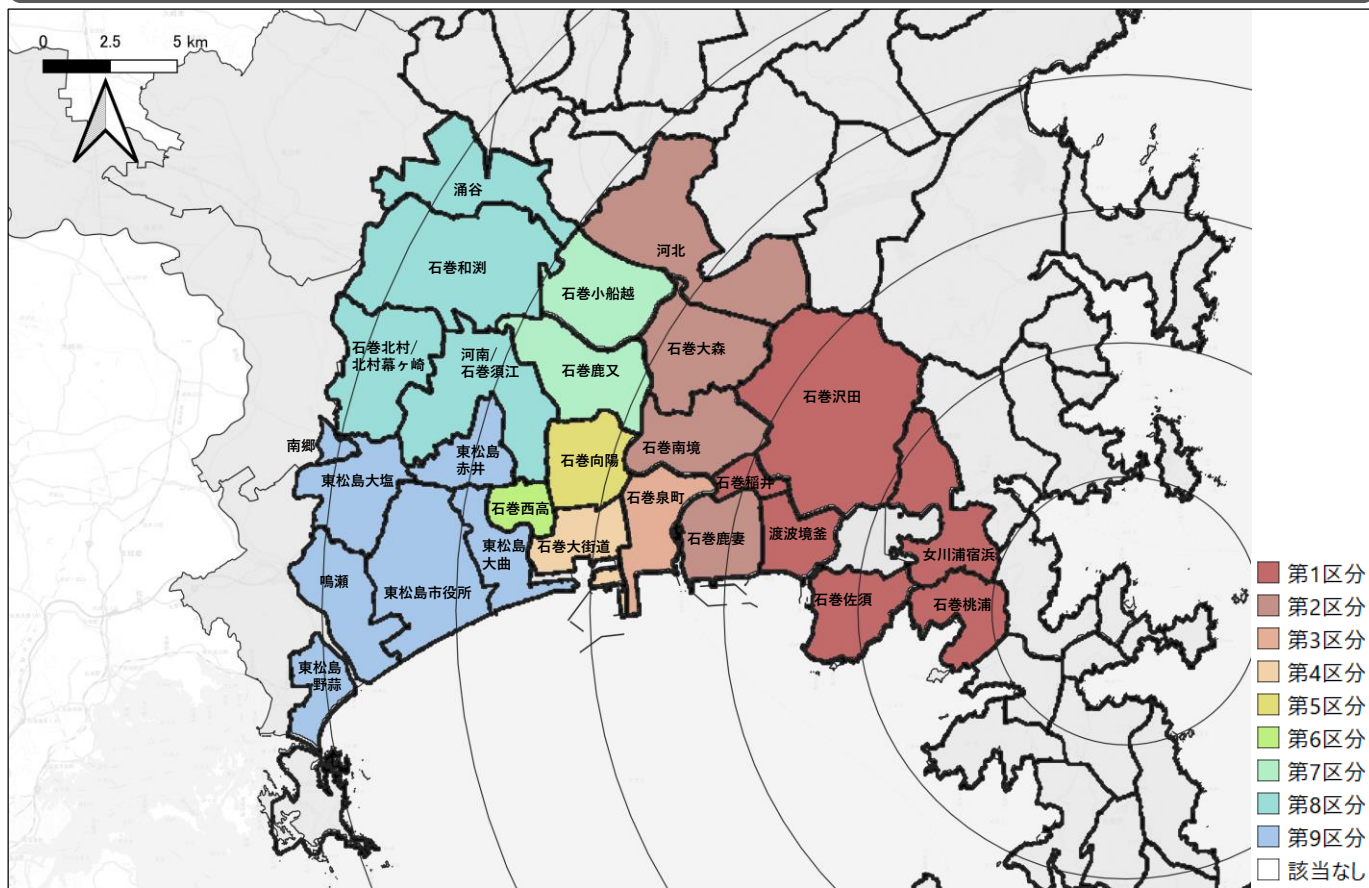 0 2.5 5 km
涌谷
河北
石巻和渕
石巻小船越
石巻北村/
北村幕ヶ崎
河南/
石巻須江
石巻大森
石巻鹿又
石巻沢田
南郷
東松島
赤井
石巻向陽
石巻南境
東松島大塩
石巻稲井
石巻泉町
石巻西高
石巻鹿妻
渡波境釜
東松島
大曲
石巻大街道
女川浦宿浜
鳴瀬
東松島市役所
石巻佐須
石巻桃浦
東松島
野蒜
第1区分
第2区分
第3区分
第4区分
第5区分
第6区分
第7区分
第8区分
第9区分
該当なし